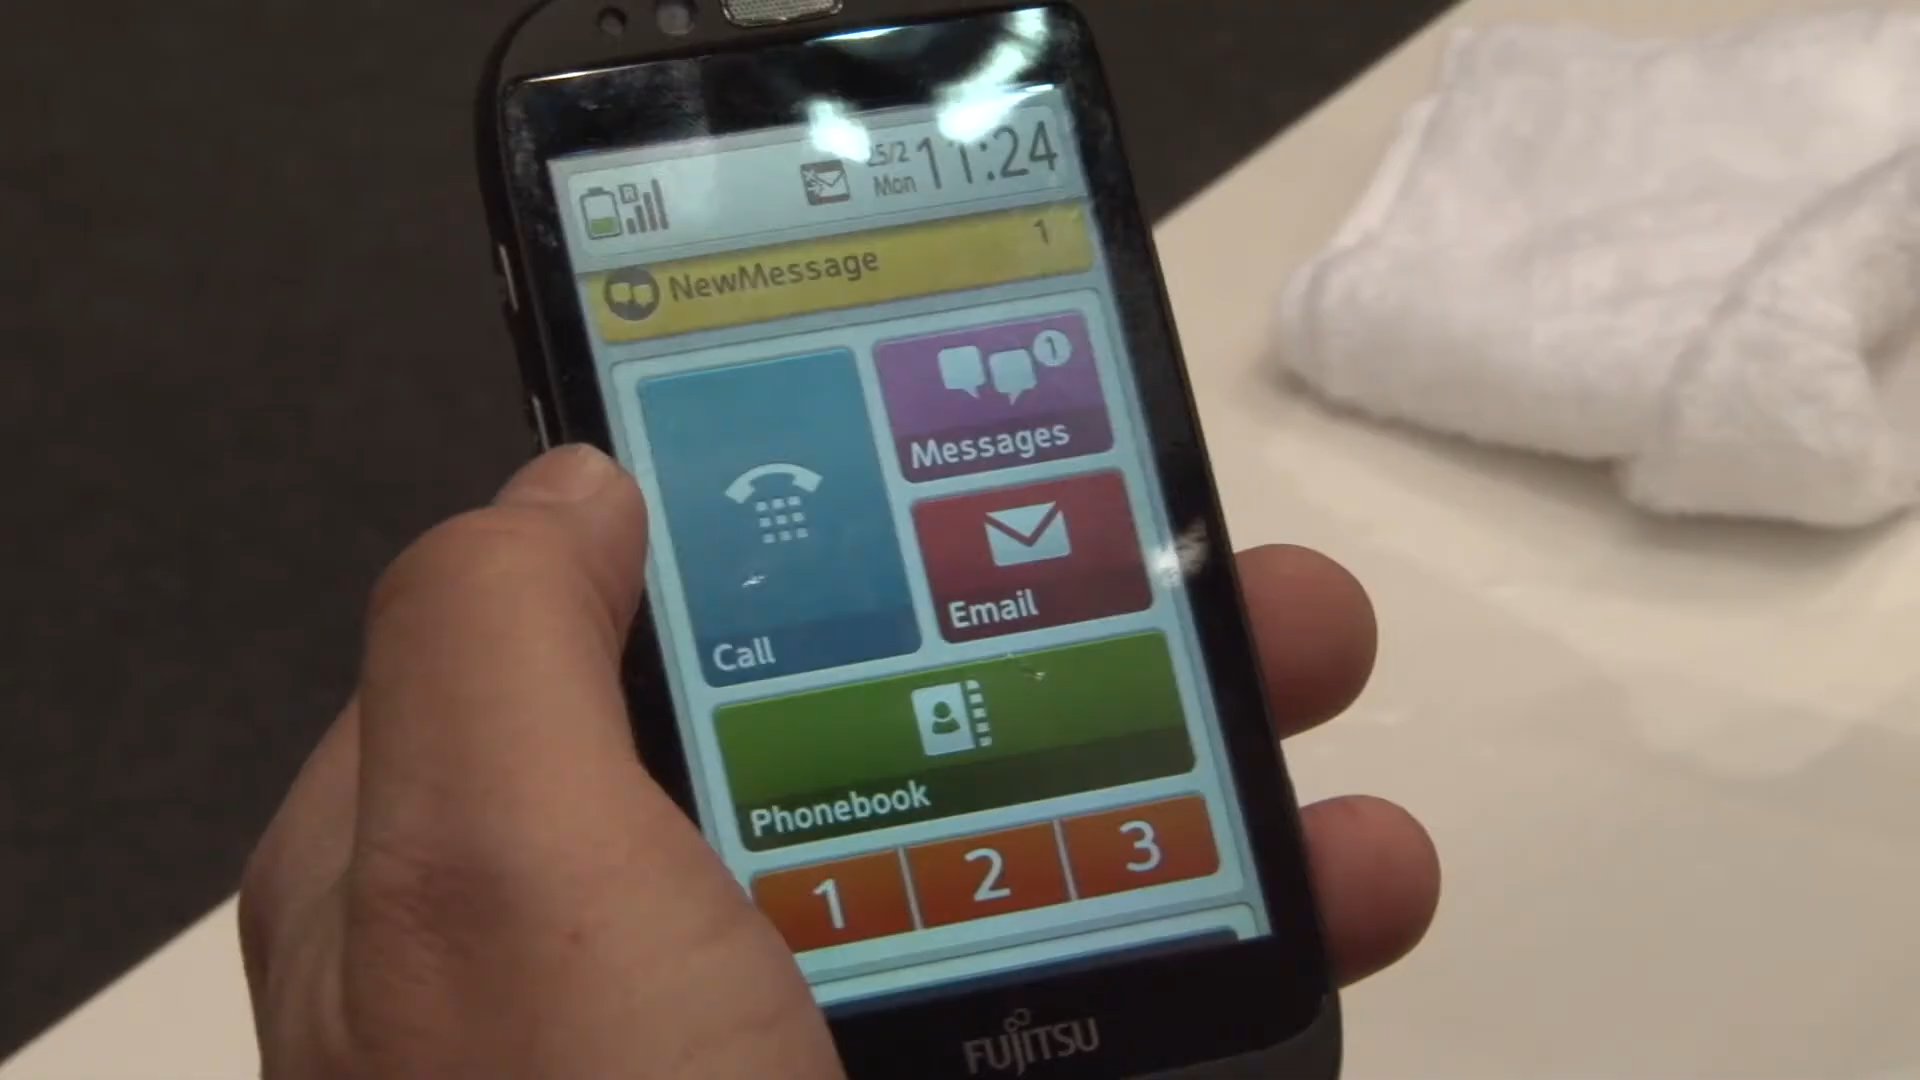 R
25/2
Mon
11:24
NewMessage 1
1
Messages
Email
Call
Phonebook
1 2 3
FUJITSU